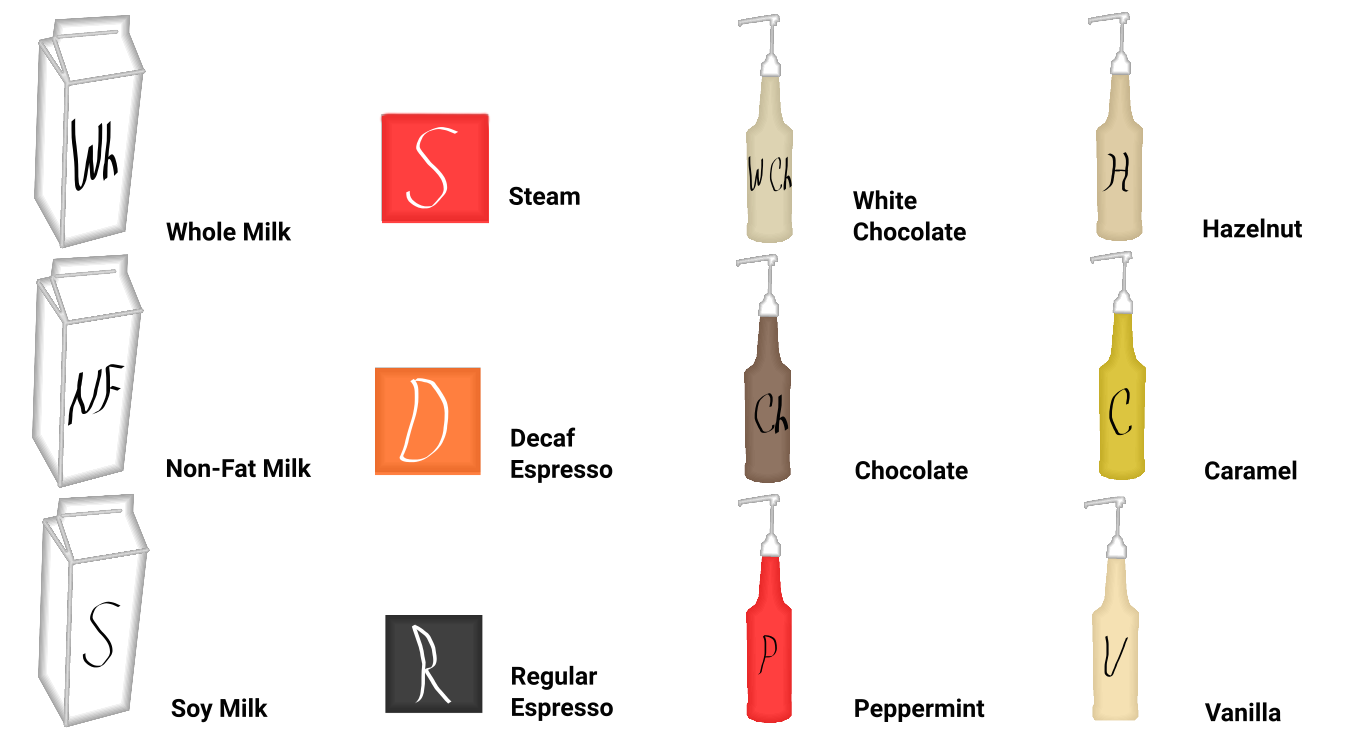 Wh
Whole Milk
S
Steam
W Ch
White
Chocolate
H
Hazelnut
NF
Non-Fat Milk
D
Decaf
Espresso
Ch
Chocolate
C
Caramel
S
Soy Milk
R
Regular
Espresso
P
Peppermint
V
Vanilla